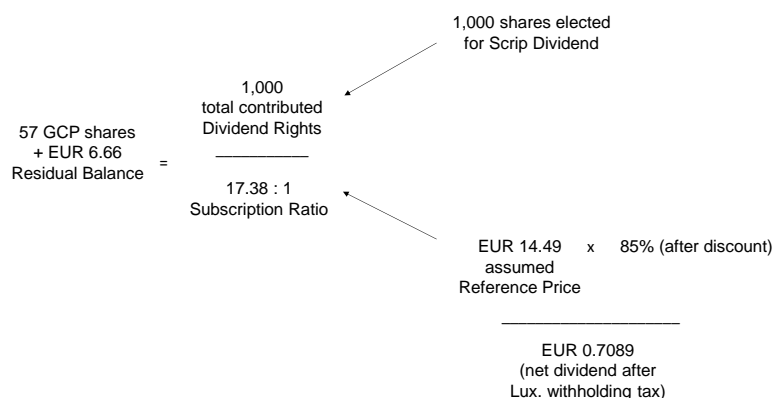 1,000 shares elected
for Scrip Dividend
1,000
total contributed
Dividend Rights
___________
57 GCP shares
+ EUR 6.66
Residual Balance
=
17.38 : 1
Subscription Ratio
EUR 14.49 x 85% (after discount)
assumed
Reference Price
_____________________
EUR 0.7089
(net dividend after
Lux. withholding tax)